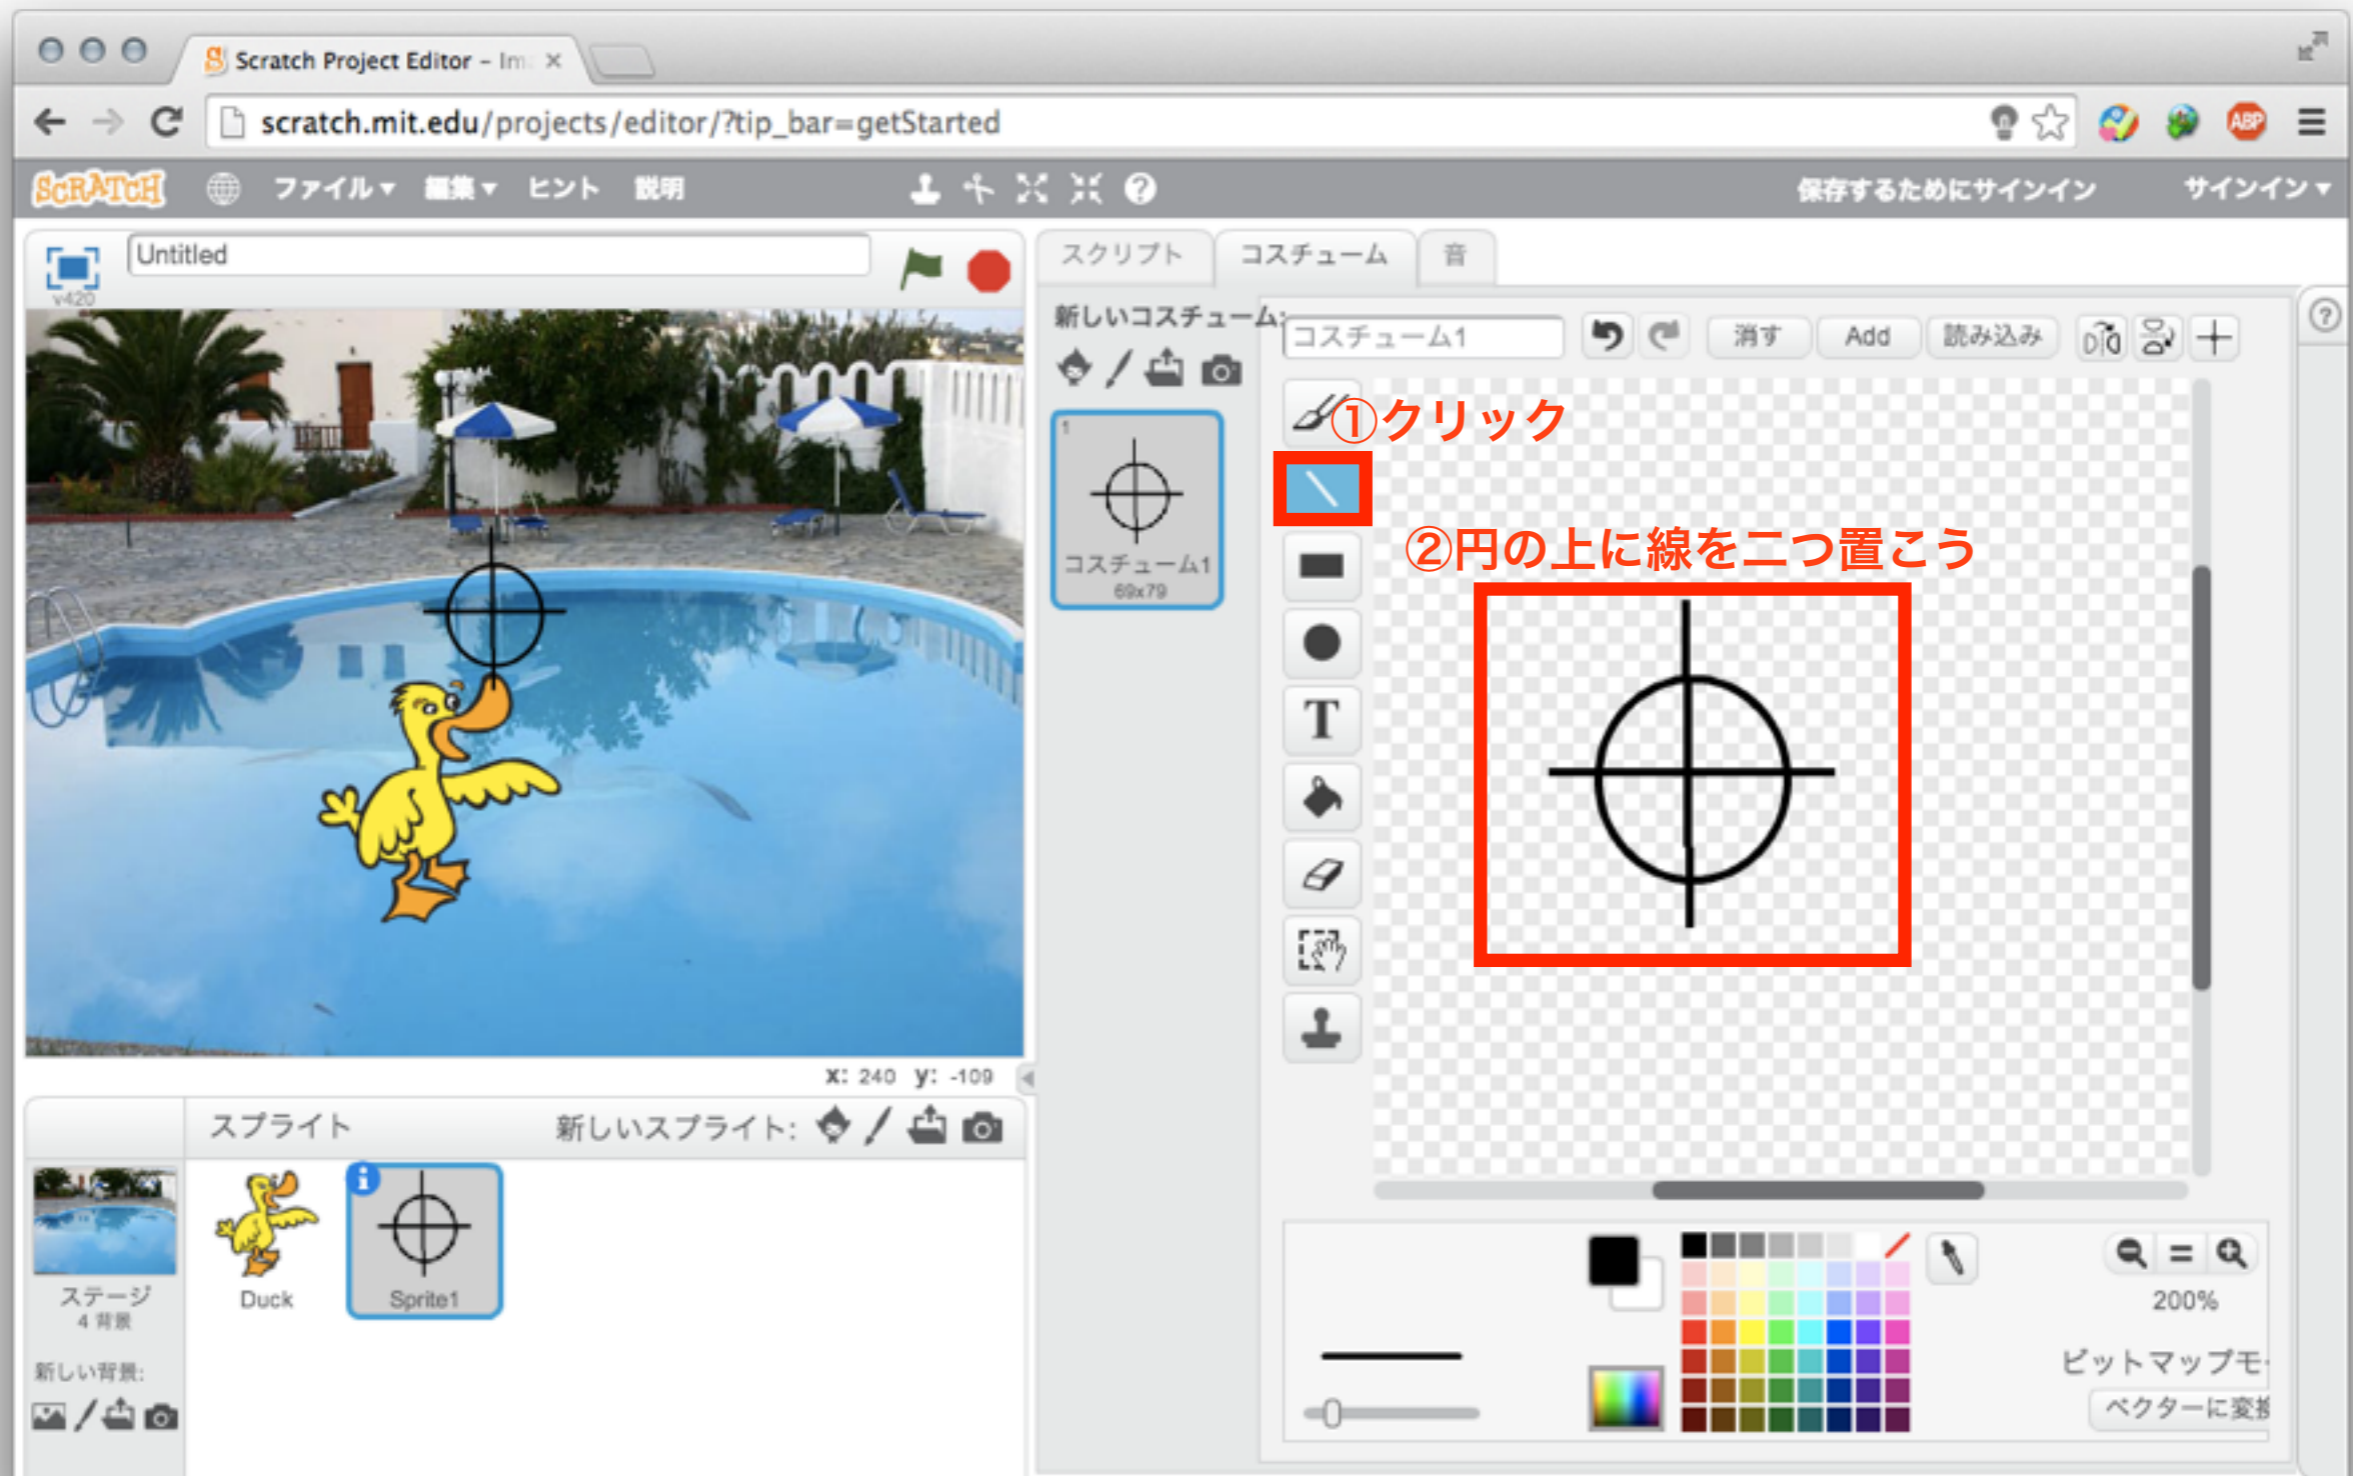 Scratch Project Editor – Im
scratch.mit.edu/projects/editor/?tip_bar=getStarted
ABP
SCRATCH
ファイル▼ 編集▼ ヒント 説明
保存するためにサインイン サインイン▼
v420
Untitled
スクリプト コスチューム 音
新しいコスチューム:
コスチューム1
消す Add 読み込み
①クリック
②円の上に線を二つ置こう
1
コスチューム1
69x79
T
x: 240 y: -109
スプライト 新しいスプライト:
ステージ
4 背景
新しい背景:
Duck
Sprite1
200%
ビットマップモ
ベクターに変換